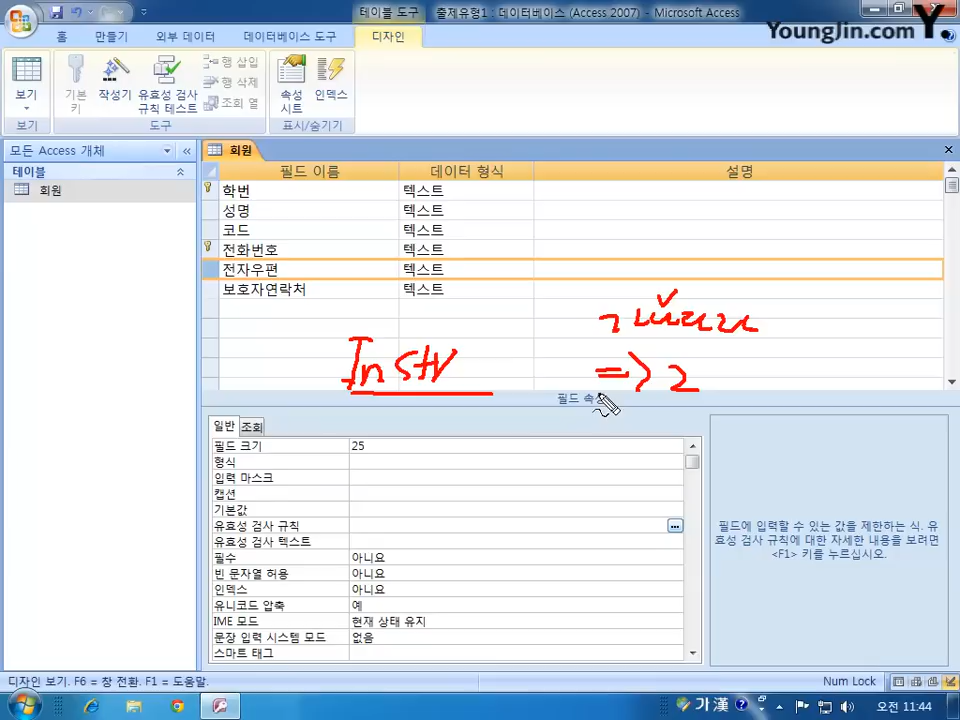 테이블 도구
출제유형1 : 데이터베이스 (Access 2007) - Microsoft Access
YoungJin.com Y.
홈 만들기 외부 데이터 데이터베이스 도구 디자인
보기
기본 키
작성기
유효성 검사 규칙 테스트
행 삽입
행 삭제
조회 열
속성 시트
인덱스
보기 도구 표시/숨기기
모든 Access 개체
테이블
회원
회원
필드 이름 데이터 형식 설명
학번 텍스트
성명 텍스트
코드 텍스트
전화번호 텍스트
전자우편 텍스트
보호자연락처 텍스트
InStr
=> 2
필드 속성
일반 조회
필드 크기 25
형식
입력 마스크
캡션
기본값
유효성 검사 규칙
유효성 검사 텍스트
필수 아니요
빈 문자열 허용 아니요
인덱스 아니요
유니코드 압축 예
IME 모드 현재 상태 유지
문장 입력 시스템 모드 없음
스마트 태그
필드에 입력할 수 있는 값을 제한하는 식. 유
효성 검사 규칙에 대한 자세한 내용을 보려면
<F1> 키를 누르십시오.
디자인 보기. F6 = 창 전환. F1 = 도움말.
Num Lock
가 漢
오전 11:44